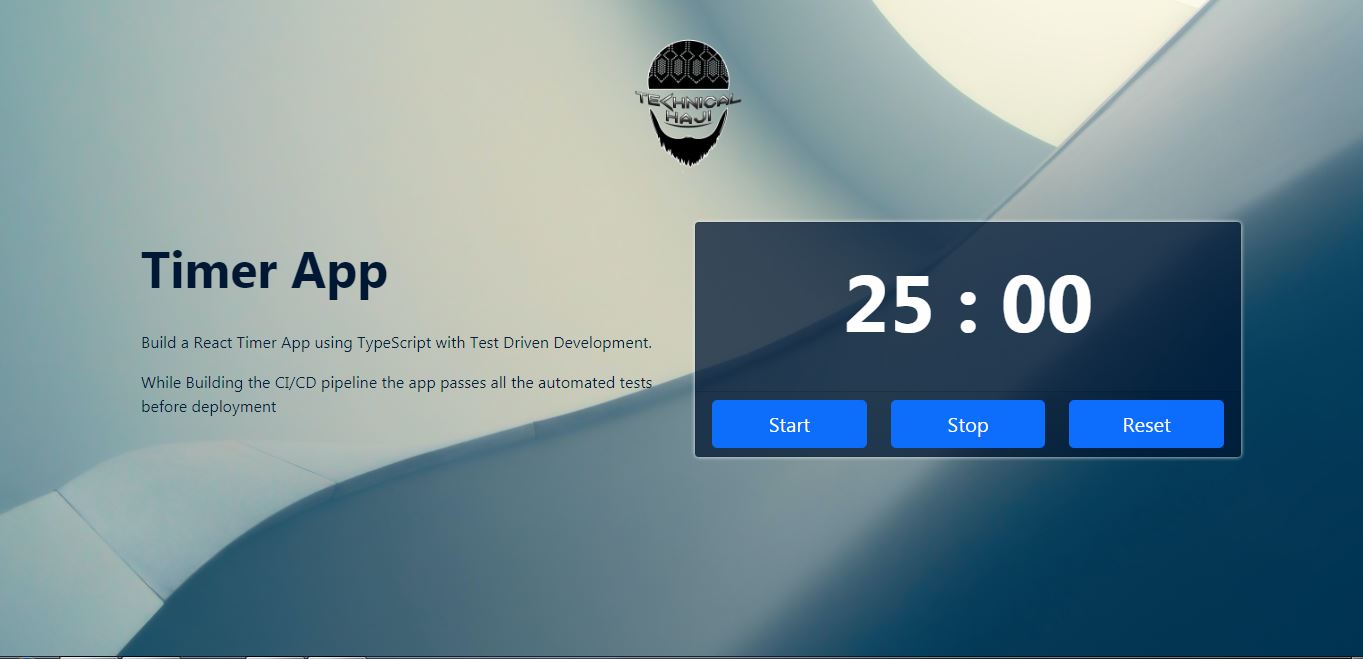 TECHNICAL
HAJI
Timer App
Build a React Timer App using TypeScript with Test Driven Development.
While Building the CI/CD pipeline the app passes all the automated tests
before deployment
25 : 00
Start Stop Reset